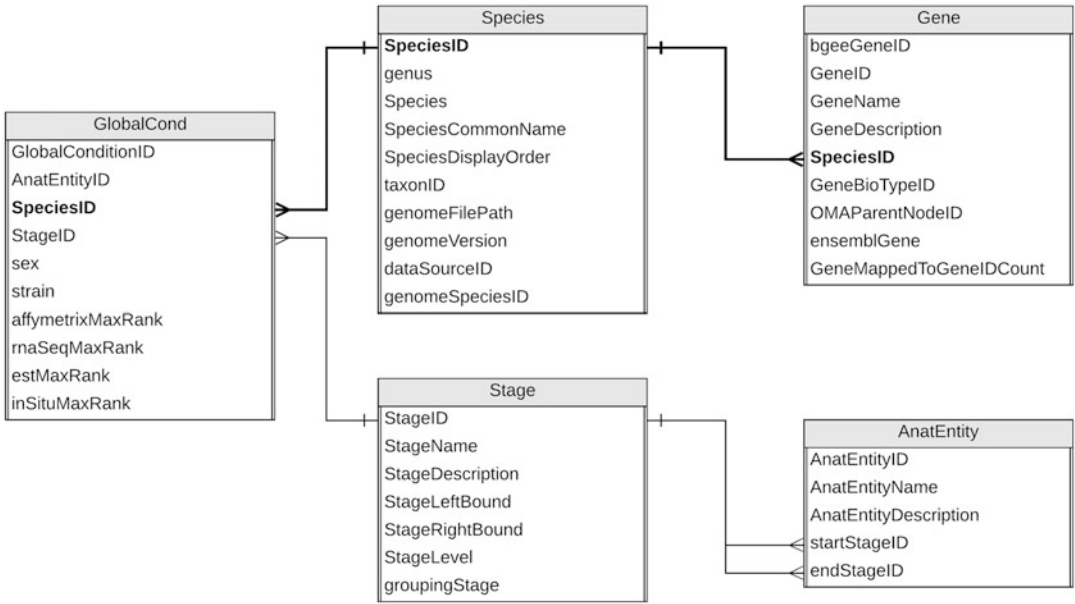 Species
SpeciesID
genus
Species
SpeciesCommonName
SpeciesDisplayOrder
taxonID
genomeFilePath
genomeVersion
dataSourceID
genomeSpeciesID
Gene
bgeeGeneID
GeneID
GeneName
GeneDescription
SpeciesID
GeneBioTypeID
OMAParentNodeID
ensemblGene
GeneMappedToGeneIDCount
GlobalCond
GlobalConditionID
AnatEntityID
SpeciesID
StageID
sex
strain
affymetrixMaxRank
rnaSeqMaxRank
estMaxRank
inSituMaxRank
Stage
StageID
StageName
StageDescription
StageLeftBound
StageRightBound
StageLevel
groupingStage
AnatEntity
AnatEntityID
AnatEntityName
AnatEntityDescription
startStageID
endStageID